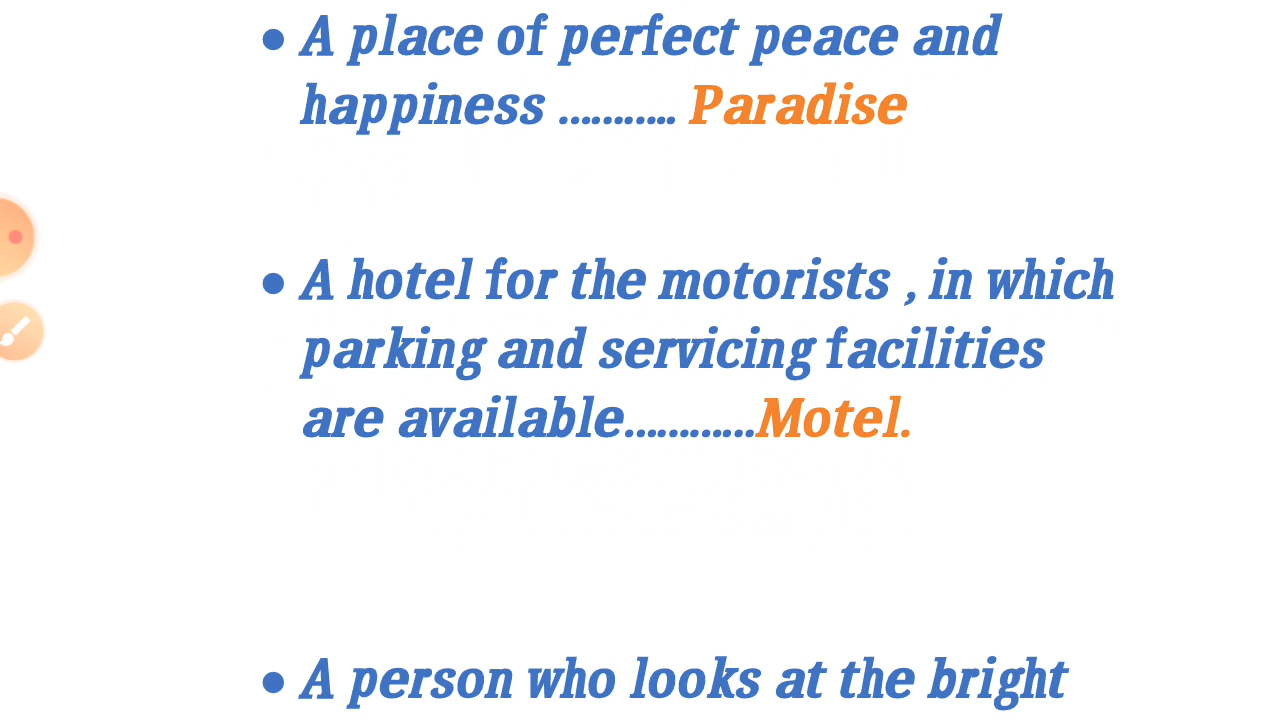 • A place of perfect peace and
happiness ........... Paradise
• A hotel for the motorists , in which
parking and servicing facilities
are available............Motel.
• A person who looks at the bright